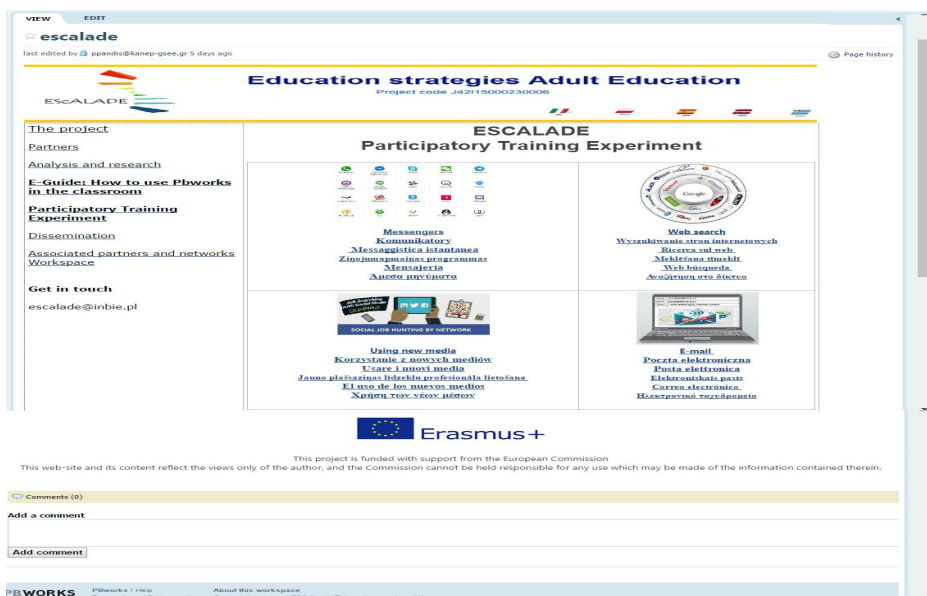 VIEW EDIT
escalade
last edited by ppandis@kanep-gsee.gr 5 days ago
Page history
ESCALADE
Education strategies Adult Education
Project code J42I15000230006
The project
Partners
Analysis and research
E-Guide: How to use Pbworks
in the classroom
Participatory Training
Experiment
Dissemination
Associated partners and networks
Workspace
Get in touch
escalade@inbie.pl
ESCALADE
Participatory Training Experiment
Messengers
Komunikatory
Messaggistica istantanea
Ziņojumapmaiņas programmas
Mensajería
Άμεσα μηνύματα
Google
Web search
Wyszukiwanie stron internetowych
Ricerca sul web
Meklēšana tīmeklī
Web búsqueda
Αναζήτηση στο δίκτυο
Job Searching
with Social Media
SOCIAL JOB HUNTING BY NETWORK
Using new media
Korzystanie z nowych mediów
Usare i nuovi media
Jauno plašsaziņas līdzekļu profesionāla lietošana
El uso de los nuevos medios
Χρήση των νέων μέσων
E-mail
Poczta elektroniczna
Posta elettronica
Elektroniskais pasts
Correo electrónico
Ηλεκτρονικό ταχυδρομείο
Erasmus+
This project is funded with support from the European Commission
This web-site and its content reflect the views only of the author, and the Commission cannot be held responsible for any use which may be made of the information contained therein.
Comments (0)
Add a comment
Add comment
PBWORKS PBworks / Help About this workspace